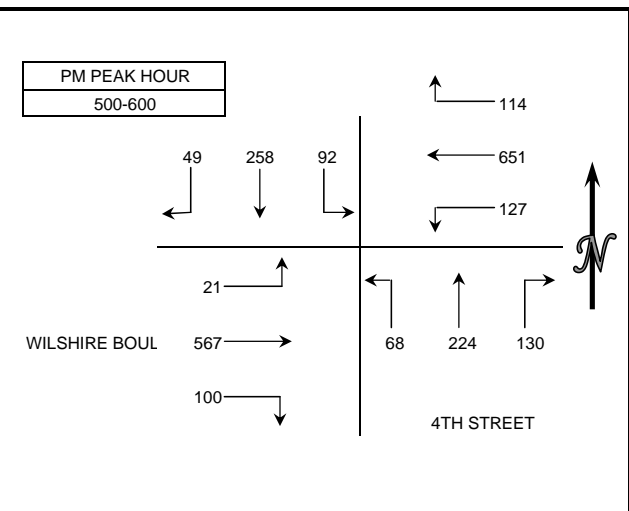 PM PEAK HOUR
500-600
114
49 258 92
651
127
21
WILSHIRE BOUL 567
68 224 130
100
4TH STREET
N